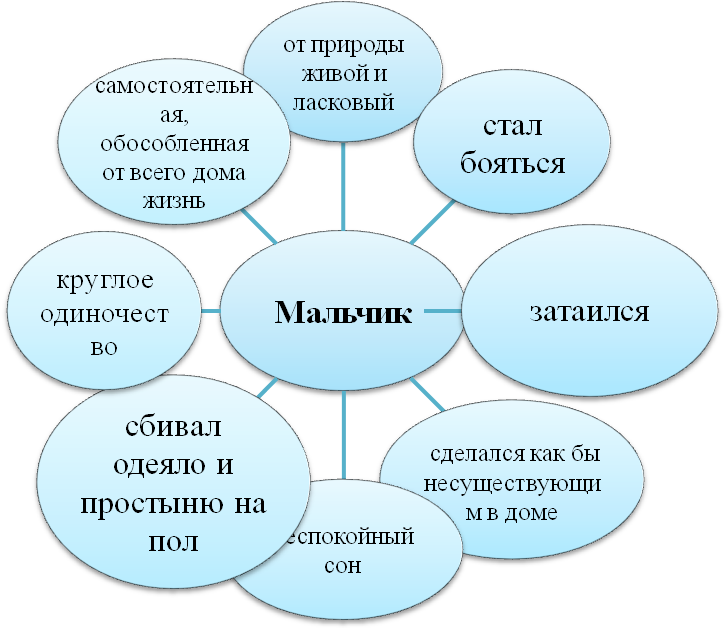 от природы
живой и
ласковый
стал
бояться
затаился
сделался как бы
несуществующи
м в доме
еспокойный
сон
сбивал
одеяло и
простыню на
пол
круглое
одиночест
во
самостоятельн
ая,
обособленная
от всего дома
жизнь
Мальчик